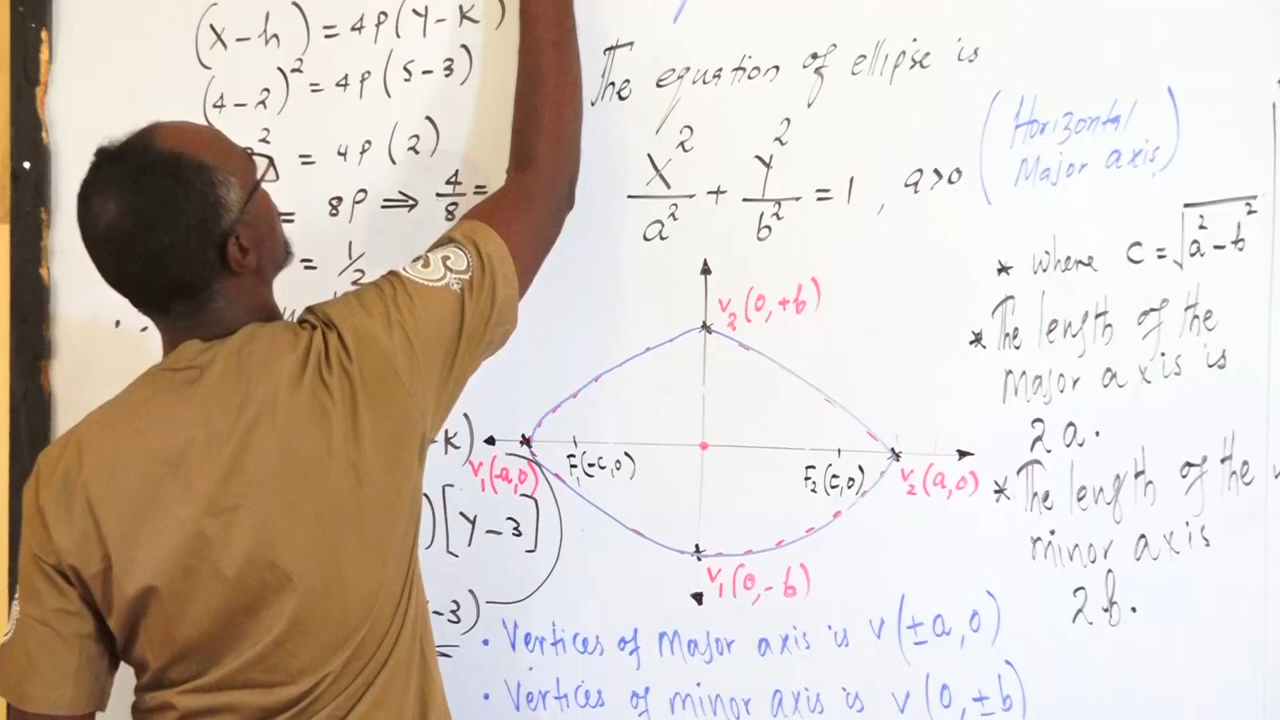 (x-h) = 4p(y-k)
(4-2)² = 4p(5-3)
² = 4p(2)
= 8p ⇒ 4/8 =
= 1/2
-k)
)[y-3]
-3)
The equation of ellipse is
x²/a² + y²/b² = 1, a>0
(Horizontal
Major axis)
* where c = √a²-b²
* The length of the
Major axis is
2a.
* The length of the
minor axis
2b.
V₂(0,+b)
V₁(-a,0)
F₁(-c,0)
F₂(c,0)
V₂(a,0)
V₁(0,-b)
• Vertices of Major axis is V(±a,0)
• Vertices of minor axis is V(0,±b)